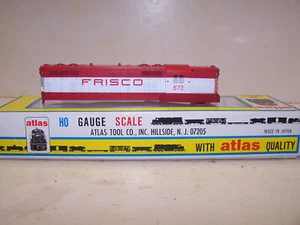 FRISCO
573
atlas HO GAUGE SCALE
ATLAS TOOL CO., INC. HILLSIDE, N. J. 07205
MADE IN JAPAN
WITH atlas QUALITY